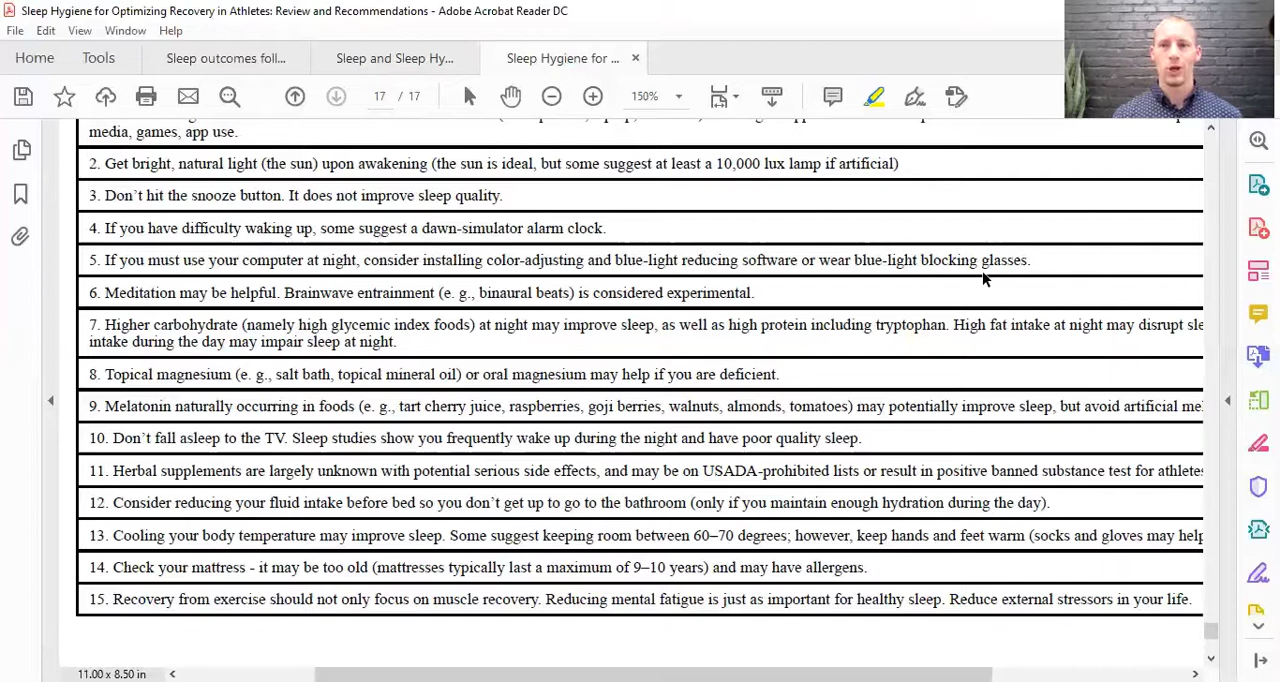 Sleep Hygiene for Optimizing Recovery in Athletes: Review and Recommendations - Adobe Acrobat Reader DC
File Edit View Window Help
Home Tools Sleep outcomes foll... Sleep and Sleep Hy... Sleep Hygiene for ... ×
17 / 17 150%
media, games, app use.
2. Get bright, natural light (the sun) upon awakening (the sun is ideal, but some suggest at least a 10,000 lux lamp if artificial)
3. Don't hit the snooze button. It does not improve sleep quality.
4. If you have difficulty waking up, some suggest a dawn-simulator alarm clock.
5. If you must use your computer at night, consider installing color-adjusting and blue-light reducing software or wear blue-light blocking glasses.
6. Meditation may be helpful. Brainwave entrainment (e. g., binaural beats) is considered experimental.
7. Higher carbohydrate (namely high glycemic index foods) at night may improve sleep, as well as high protein including tryptophan. High fat intake at night may disrupt sle
intake during the day may impair sleep at night.
8. Topical magnesium (e. g., salt bath, topical mineral oil) or oral magnesium may help if you are deficient.
9. Melatonin naturally occurring in foods (e. g., tart cherry juice, raspberries, goji berries, walnuts, almonds, tomatoes) may potentially improve sleep, but avoid artificial me
10. Don't fall asleep to the TV. Sleep studies show you frequently wake up during the night and have poor quality sleep.
11. Herbal supplements are largely unknown with potential serious side effects, and may be on USADA-prohibited lists or result in positive banned substance test for athletes
12. Consider reducing your fluid intake before bed so you don't get up to go to the bathroom (only if you maintain enough hydration during the day).
13. Cooling your body temperature may improve sleep. Some suggest keeping room between 60–70 degrees; however, keep hands and feet warm (socks and gloves may help
14. Check your mattress - it may be too old (mattresses typically last a maximum of 9–10 years) and may have allergens.
15. Recovery from exercise should not only focus on muscle recovery. Reducing mental fatigue is just as important for healthy sleep. Reduce external stressors in your life.
11.00 x 8.50 in